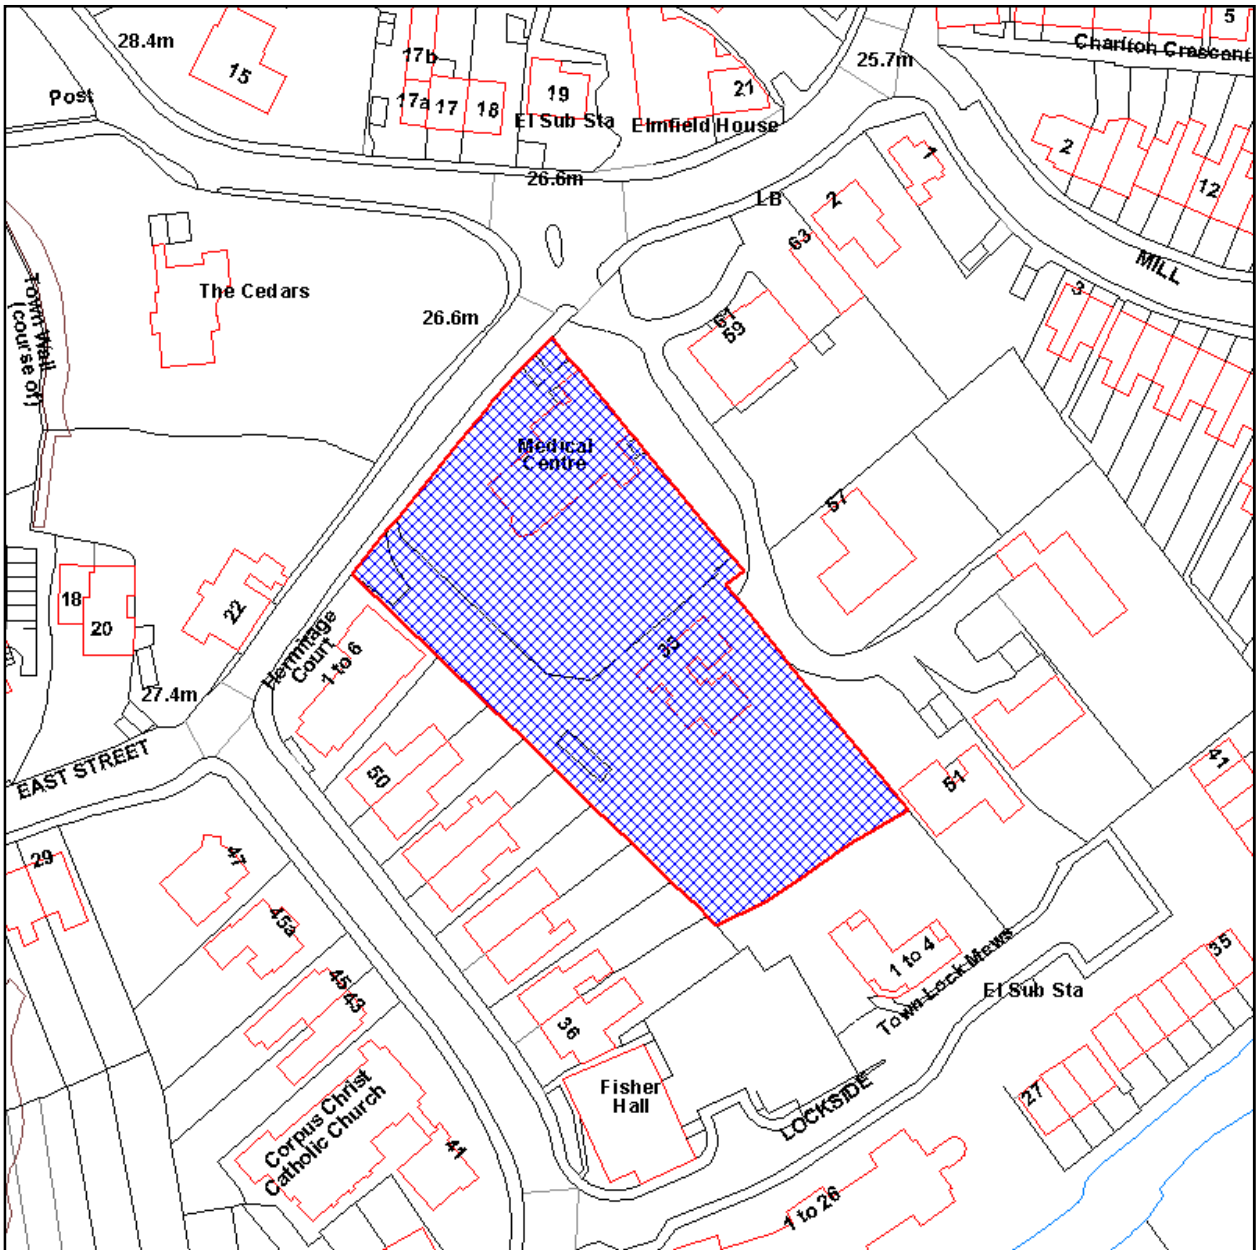 5
28.4m
17b
Charlton Crescent
25.7m
15
Post
17a
17
18
19
21
El Sub Sta
Elmfield House
2
1
12
26.6m
LB
2
63
MILL
Town Wall
(course of)
The Cedars
26.6m
61
59
3
Medical
Centre
57
18
20
22
Hermitage
Court
1 to 6
33
27.4m
EAST STREET
50
51
41
29
47
45a
1 to 4
Town Lock Mews
35
El Sub Sta
45
43
36
Fisher
Hall
LOCKSIDE
27
Corpus Christ
Catholic Church
41
1 to 26